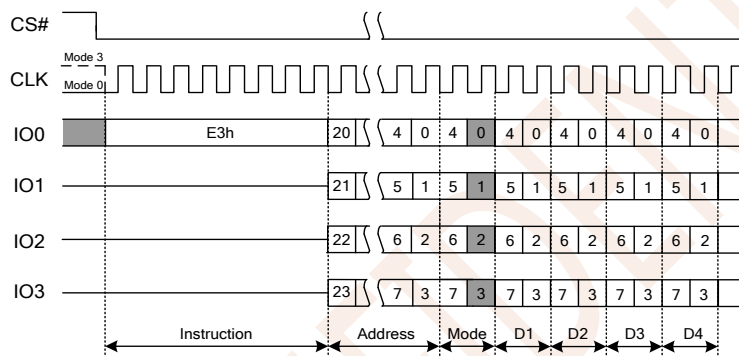 CS#
Mode 3
CLK
Mode 0
IO0 E3h 20 4 0 4 0 4 0 4 0 4 0 4 0
IO1 21 5 1 5 1 5 1 5 1 5 1 5 1
IO2 22 6 2 6 2 6 2 6 2 6 2 6 2
IO3 23 7 3 7 3 7 3 7 3 7 3 7 3
Instruction Address Mode D1 D2 D3 D4